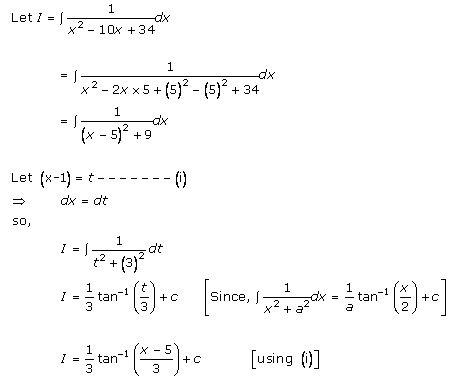 Let I = ∫ 1/(x² − 10x + 34) dx
= ∫ 1/(x² − 2x × 5 + (5)² − (5)² + 34) dx
= ∫ 1/((x − 5)² + 9) dx
Let (x-1) = t − − − − − − − (i)
⇒ dx = dt
so,
I = ∫ 1/(t² + (3)²) dt
I = 1/3 tan⁻¹ (t/3) + c [Since, ∫ 1/(x² + a²) dx = 1/a tan⁻¹ (x/2) + c]
I = 1/3 tan⁻¹ ((x − 5)/3) + c [using (i)]